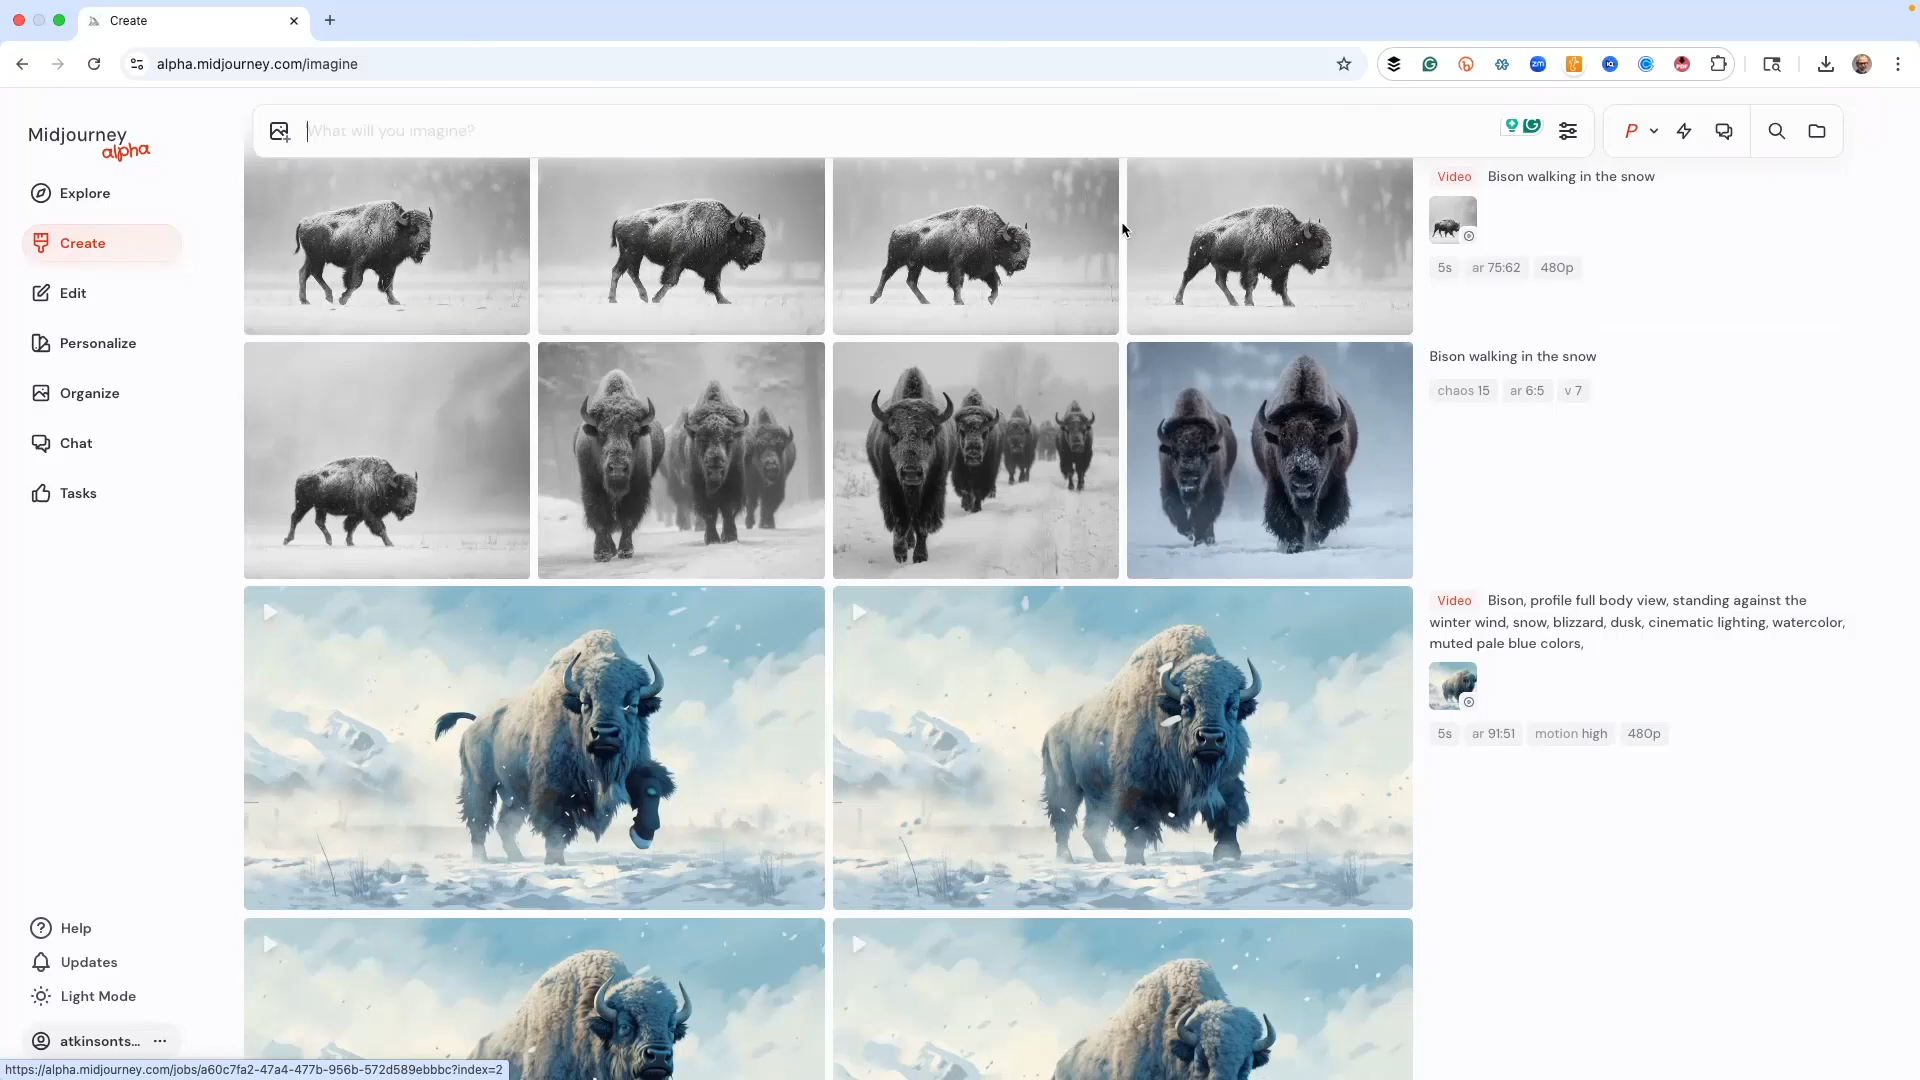 Create
alpha.midjourney.com/imagine
Midjourney
alpha
What will you imagine?
P
Explore
Create
Edit
Personalize
Organize
Chat
Tasks
Help
Updates
Light Mode
atkinsonts...
Video Bison walking in the snow
5s ar 75:62 480p
Bison walking in the snow
chaos 15 ar 6:5 v 7
Video Bison, profile full body view, standing against the
winter wind, snow, blizzard, dusk, cinematic lighting, watercolor,
muted pale blue colors,
5s ar 91:51 motion high 480p
https://alpha.midjourney.com/jobs/a60c7fa2-47a4-477b-956b-572d589ebbbc?index=2